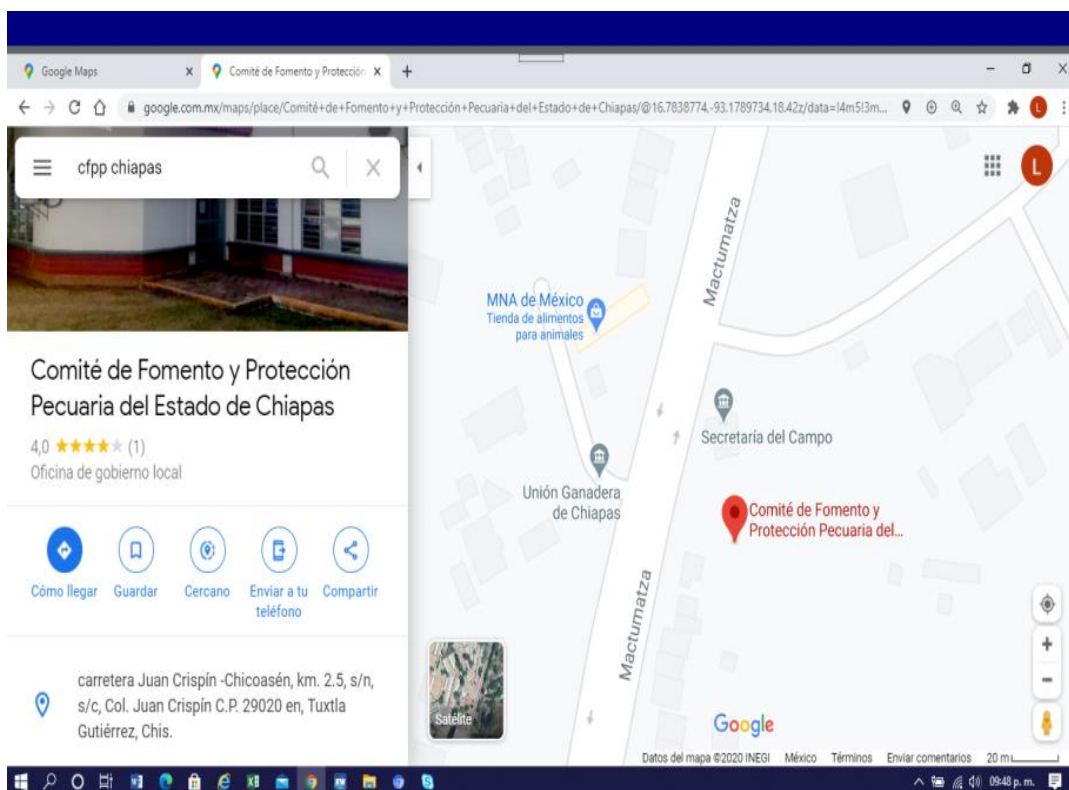 Google Maps
Comité de Fomento y Protección
google.com.mx/maps/place/Comité+de+Fomento+y+Protección+Pecuaria+del+Estado+de+Chiapas/@16.7838774,-93.1789734,18.42z/data=!4m5!3m...
L
cfpp chiapas
L
Comité de Fomento y Protección
Pecuaria del Estado de Chiapas
4,0 (1)
Oficina de gobierno local
Cómo llegar
Guardar
Cercano
Enviar a tu
teléfono
Compartir
carretera Juan Crispín -Chicoasén, km. 2.5, s/n,
s/c, Col. Juan Crispín C.P. 29020 en, Tuxtla
Gutiérrez, Chis.
Mactumatza
MNA de México
Tienda de alimentos
para animales
Secretaría del Campo
Unión Ganadera
de Chiapas
Comité de Fomento y
Protección Pecuaria del...
Mactumatza
Satélite
Google
Datos del mapa ©2020 INEGI México Términos Enviar comentarios 20 m
09:48 p. m.